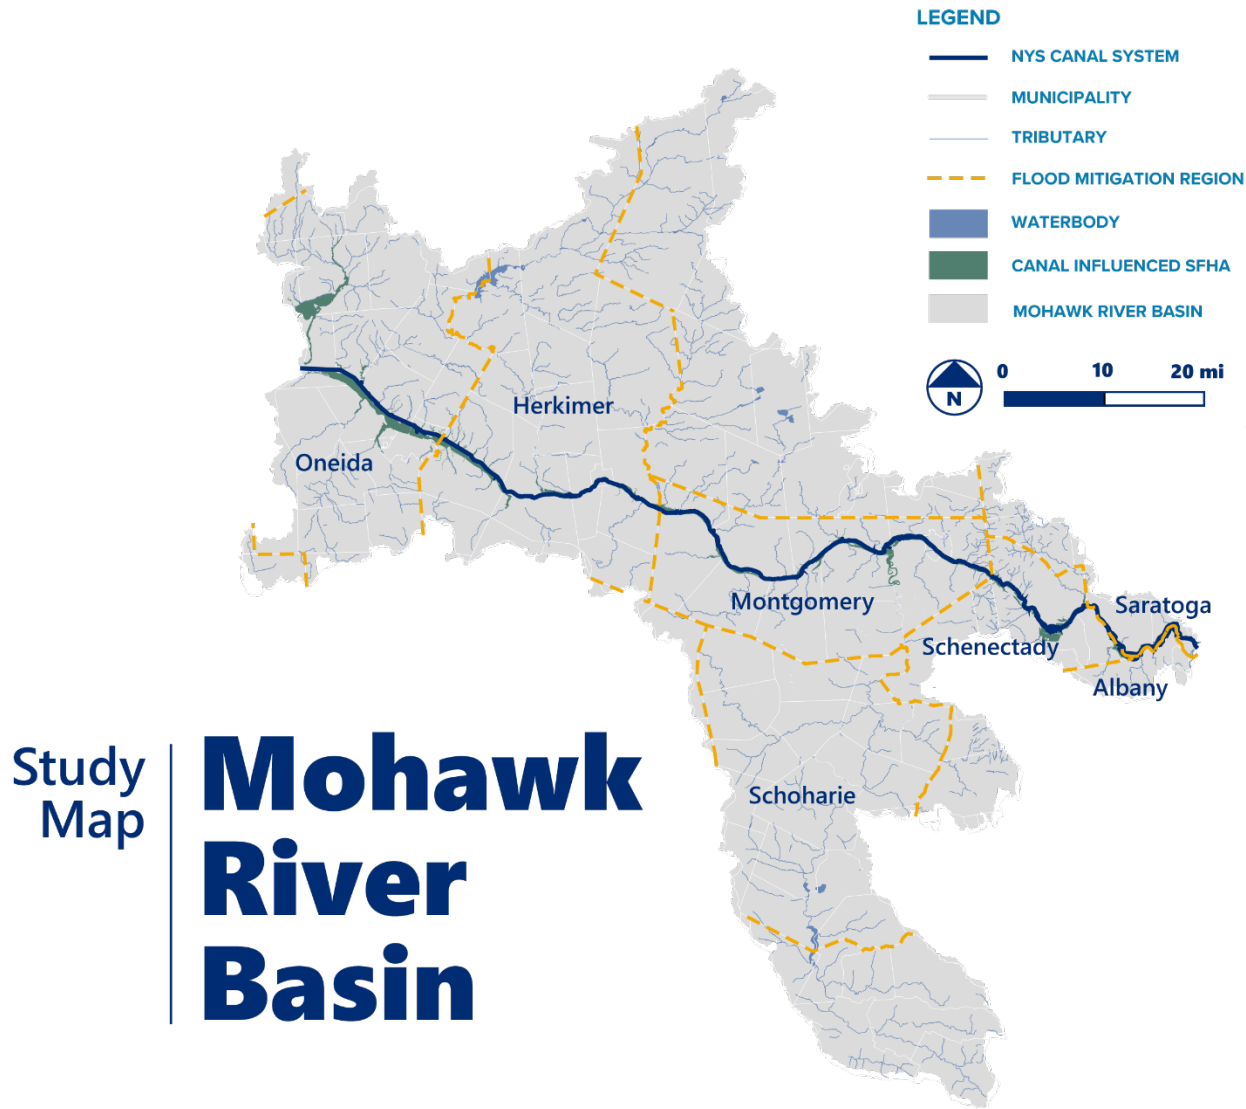 LEGEND
NYS CANAL SYSTEM
MUNICIPALITY
TRIBUTARY
FLOOD MITIGATION REGION
WATERBODY
CANAL INFLUENCED SFHA
MOHAWK RIVER BASIN
N
0 10 20 mi
Herkimer
Oneida
Montgomery
Saratoga
Schenectady
Albany
Schoharie
Study
Map
Mohawk
River
Basin